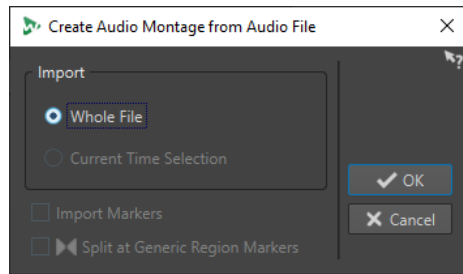 Create Audio Montage from Audio File
Import
Whole File
Current Time Selection
Import Markers
Split at Generic Region Markers
OK
Cancel